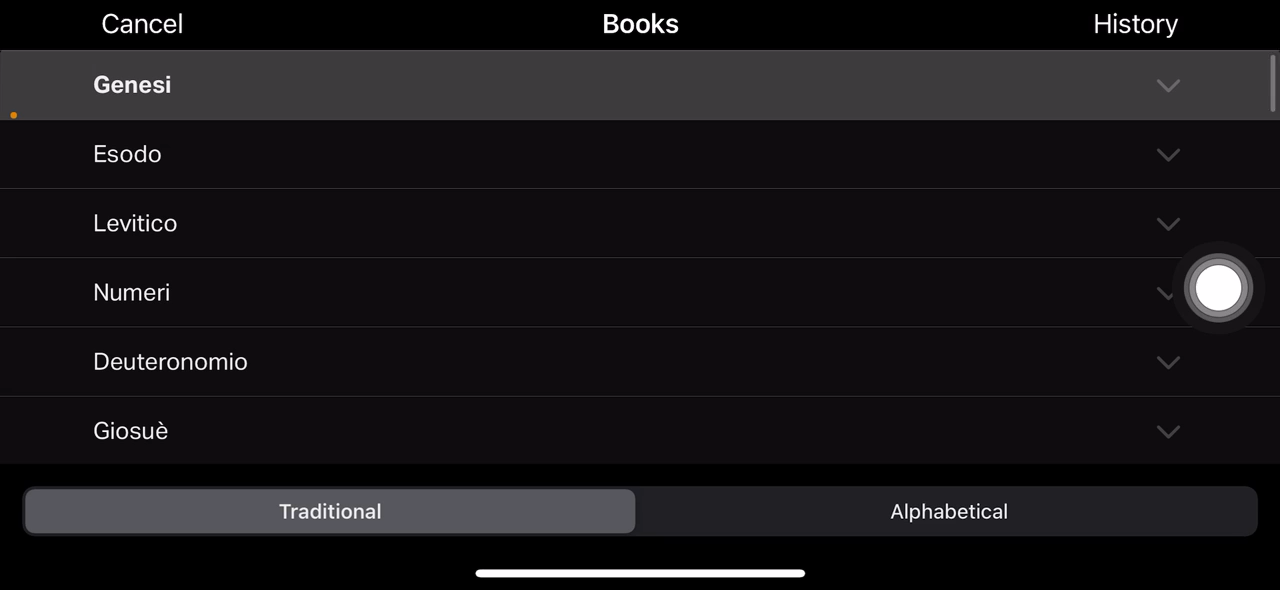 Cancel Books History
Genesi
Esodo
Levitico
Numeri
Deuteronomio
Giosuè
Traditional Alphabetical